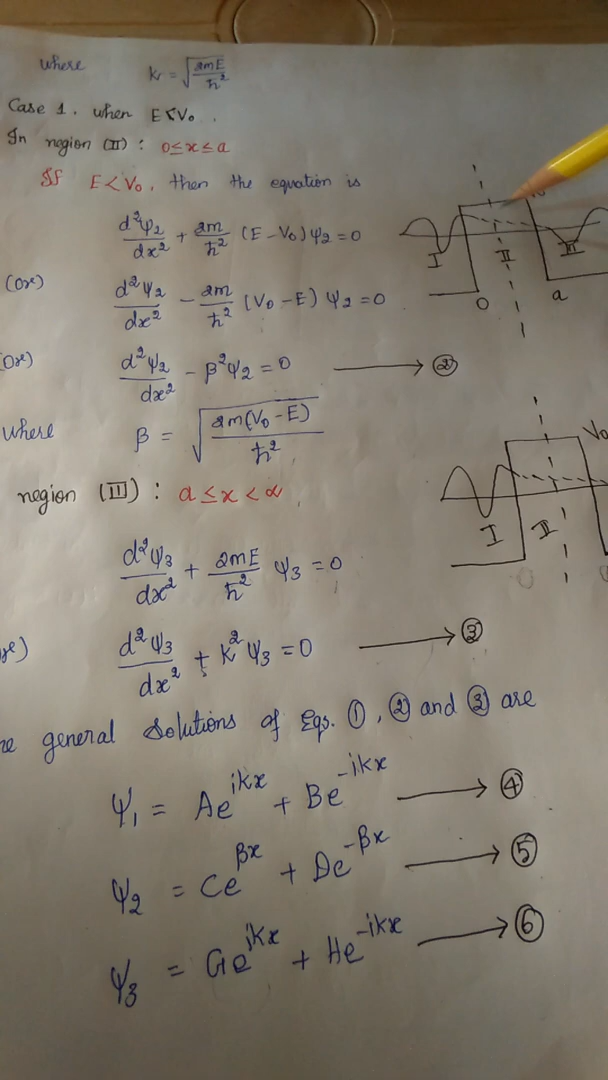 where k = √(2mE/ħ²)
Case 1. when E<V₀.
In region (II) : 0≤x≤a
If E<V₀, then the equation is
d²ψ₂/dx² + 2m/ħ² (E-V₀)ψ₂=0
I II III
(or) d²ψ₂/dx² - 2m/ħ² (V₀-E) ψ₂=0
0 a
(or) d²ψ₂/dx² - β²ψ₂=0 → ②
where β = √(2m(V₀-E)/ħ²)
V₀
region (III) : a≤x<∝
I II
d²ψ₃/dx² + 2mE/ħ² ψ₃=0
d²ψ₃/dx² + k²ψ₃=0 → ③
general solutions of Eqs. ①, ② and ③ are
ψ₁ = Ae^ikx + Be^-ikx → ④
ψ₂ = Ce^βx + De^-βx → ⑤
ψ₃ = Ge^ikx + He^-ikx → ⑥